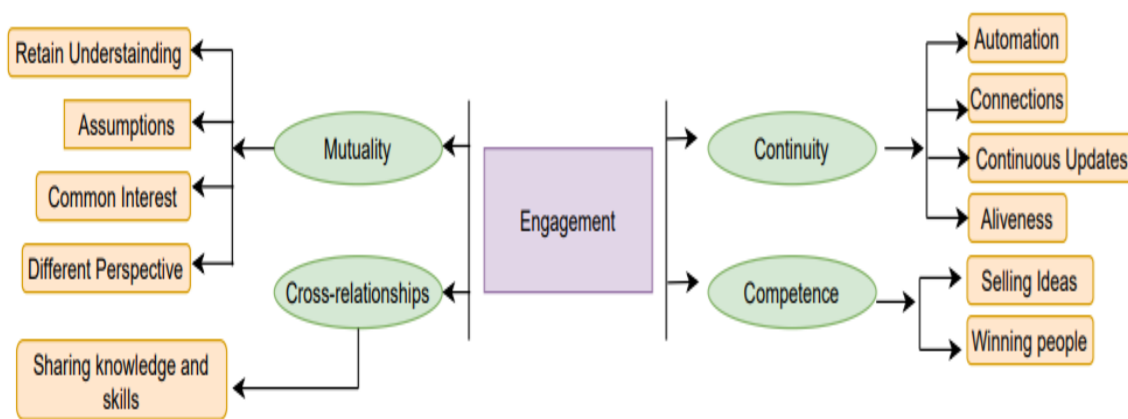 Retain Understainding
Assumptions
Common Interest
Different Perspective
Mutuality
Cross-relationships
Sharing knowledge and
skills
Engagement
Continuity
Competence
Automation
Connections
Continuous Updates
Aliveness
Selling Ideas
Winning people